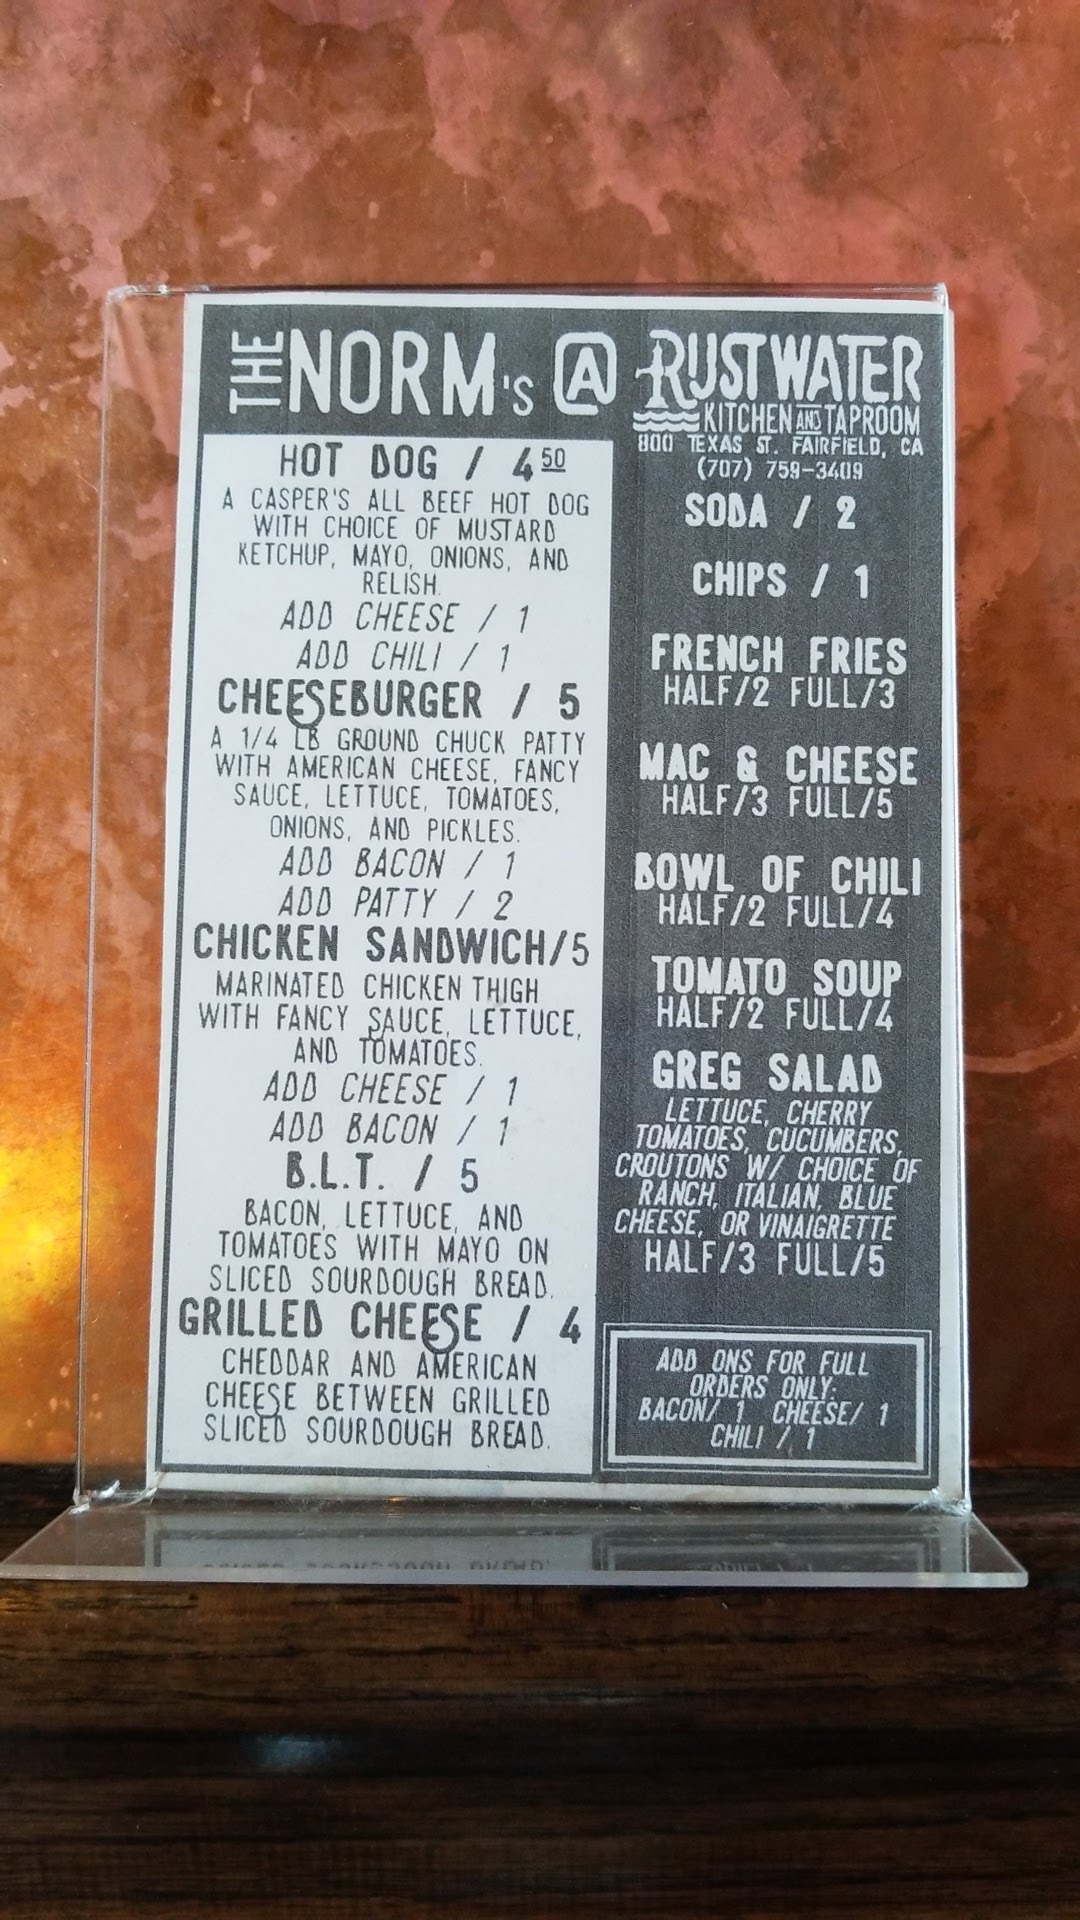 THE NORM's @ RUSTWATER
KITCHEN AND TAPROOM
800 TEXAS ST. FAIRFIELD, CA
(707) 759-3409
HOT DOG / 4 50
A CASPER'S ALL BEEF HOT DOG
WITH CHOICE OF MUSTARD
KETCHUP, MAYO, ONIONS, AND
RELISH.
ADD CHEESE / 1
ADD CHILI / 1
CHEESEBURGER / 5
A 1/4 LB GROUND CHUCK PATTY
WITH AMERICAN CHEESE, FANCY
SAUCE, LETTUCE, TOMATOES,
ONIONS, AND PICKLES.
ADD BACON / 1
ADD PATTY / 2
CHICKEN SANDWICH/5
MARINATED CHICKEN THIGH
WITH FANCY SAUCE, LETTUCE,
AND TOMATOES.
ADD CHEESE / 1
ADD BACON / 1
B.L.T. / 5
BACON, LETTUCE, AND
TOMATOES WITH MAYO ON
SLICED SOURDOUGH BREAD.
GRILLED CHEESE / 4
CHEDDAR AND AMERICAN
CHEESE BETWEEN GRILLED
SLICED SOURDOUGH BREAD.
SODA / 2
CHIPS / 1
FRENCH FRIES
HALF/2 FULL/3
MAC & CHEESE
HALF/3 FULL/5
BOWL OF CHILI
HALF/2 FULL/4
TOMATO SOUP
HALF/2 FULL/4
GREG SALAD
LETTUCE, CHERRY
TOMATOES, CUCUMBERS,
CROUTONS W/ CHOICE OF
RANCH, ITALIAN, BLUE
CHEESE, OR VINAIGRETTE
HALF/3 FULL/5
ADD ONS FOR FULL
ORDERS ONLY:
BACON/ 1 CHEESE/ 1
CHILI / 1